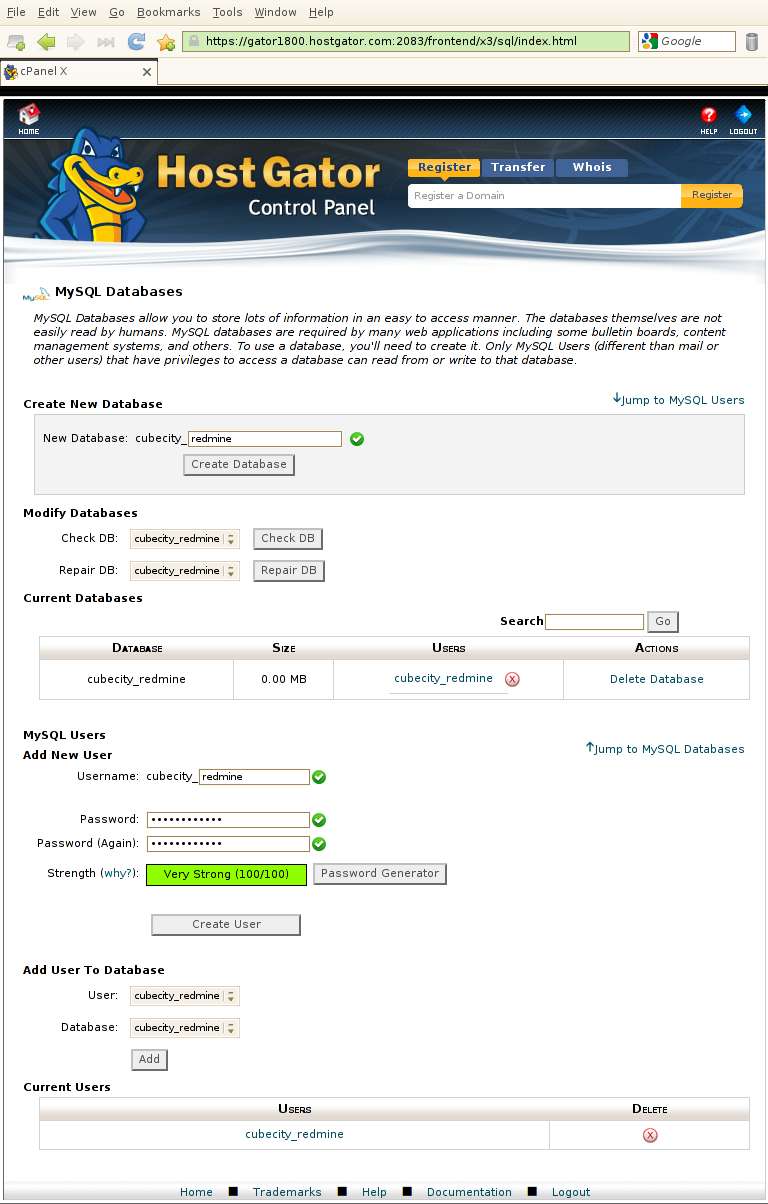 File Edit View Go Bookmarks Tools Window Help
https://gator1800.hostgator.com:2083/frontend/x3/sql/index.html Google
cPanel X
HOME HELP LOGOUT
HostGator
Control Panel
Register Transfer Whois
Register a Domain Register
MySQL MySQL Databases
MySQL Databases allow you to store lots of information in an easy to access manner. The databases themselves are not
easily read by humans. MySQL databases are required by many web applications including some bulletin boards, content
management systems, and others. To use a database, you'll need to create it. Only MySQL Users (different than mail or
other users) that have privileges to access a database can read from or write to that database.
Jump to MySQL Users
Create New Database
New Database: cubecity_ redmine
Create Database
Modify Databases
Check DB: cubecity_redmine Check DB
Repair DB: cubecity_redmine Repair DB
Current Databases
Search Go
Database Size Users Actions
cubecity_redmine 0.00 MB cubecity_redmine Delete Database
MySQL Users
Jump to MySQL Databases
Add New User
Username: cubecity_ redmine
Password: ••••••••••••
Password (Again): ••••••••••••
Strength (why?): Very Strong (100/100) Password Generator
Create User
Add User To Database
User: cubecity_redmine
Database: cubecity_redmine
Add
Current Users
Users Delete
cubecity_redmine
Home ■ Trademarks ■ Help ■ Documentation ■ Logout